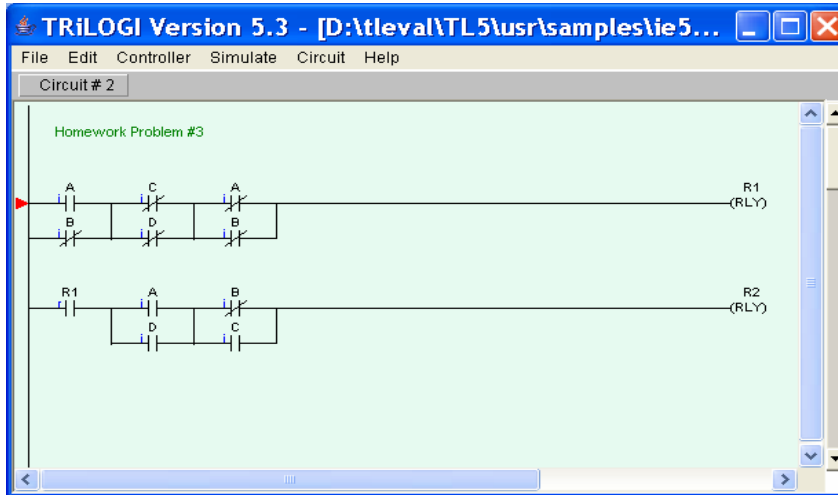 TRiLOGI Version 5.3 - [D:\tleval\TL5\usr\samples\ie5...
File Edit Controller Simulate Circuit Help
Circuit # 2
Homework Problem #3
A C A R1
i i i (RLY)
B D B
i i i
R1 A B R2
r i i (RLY)
D C
i i